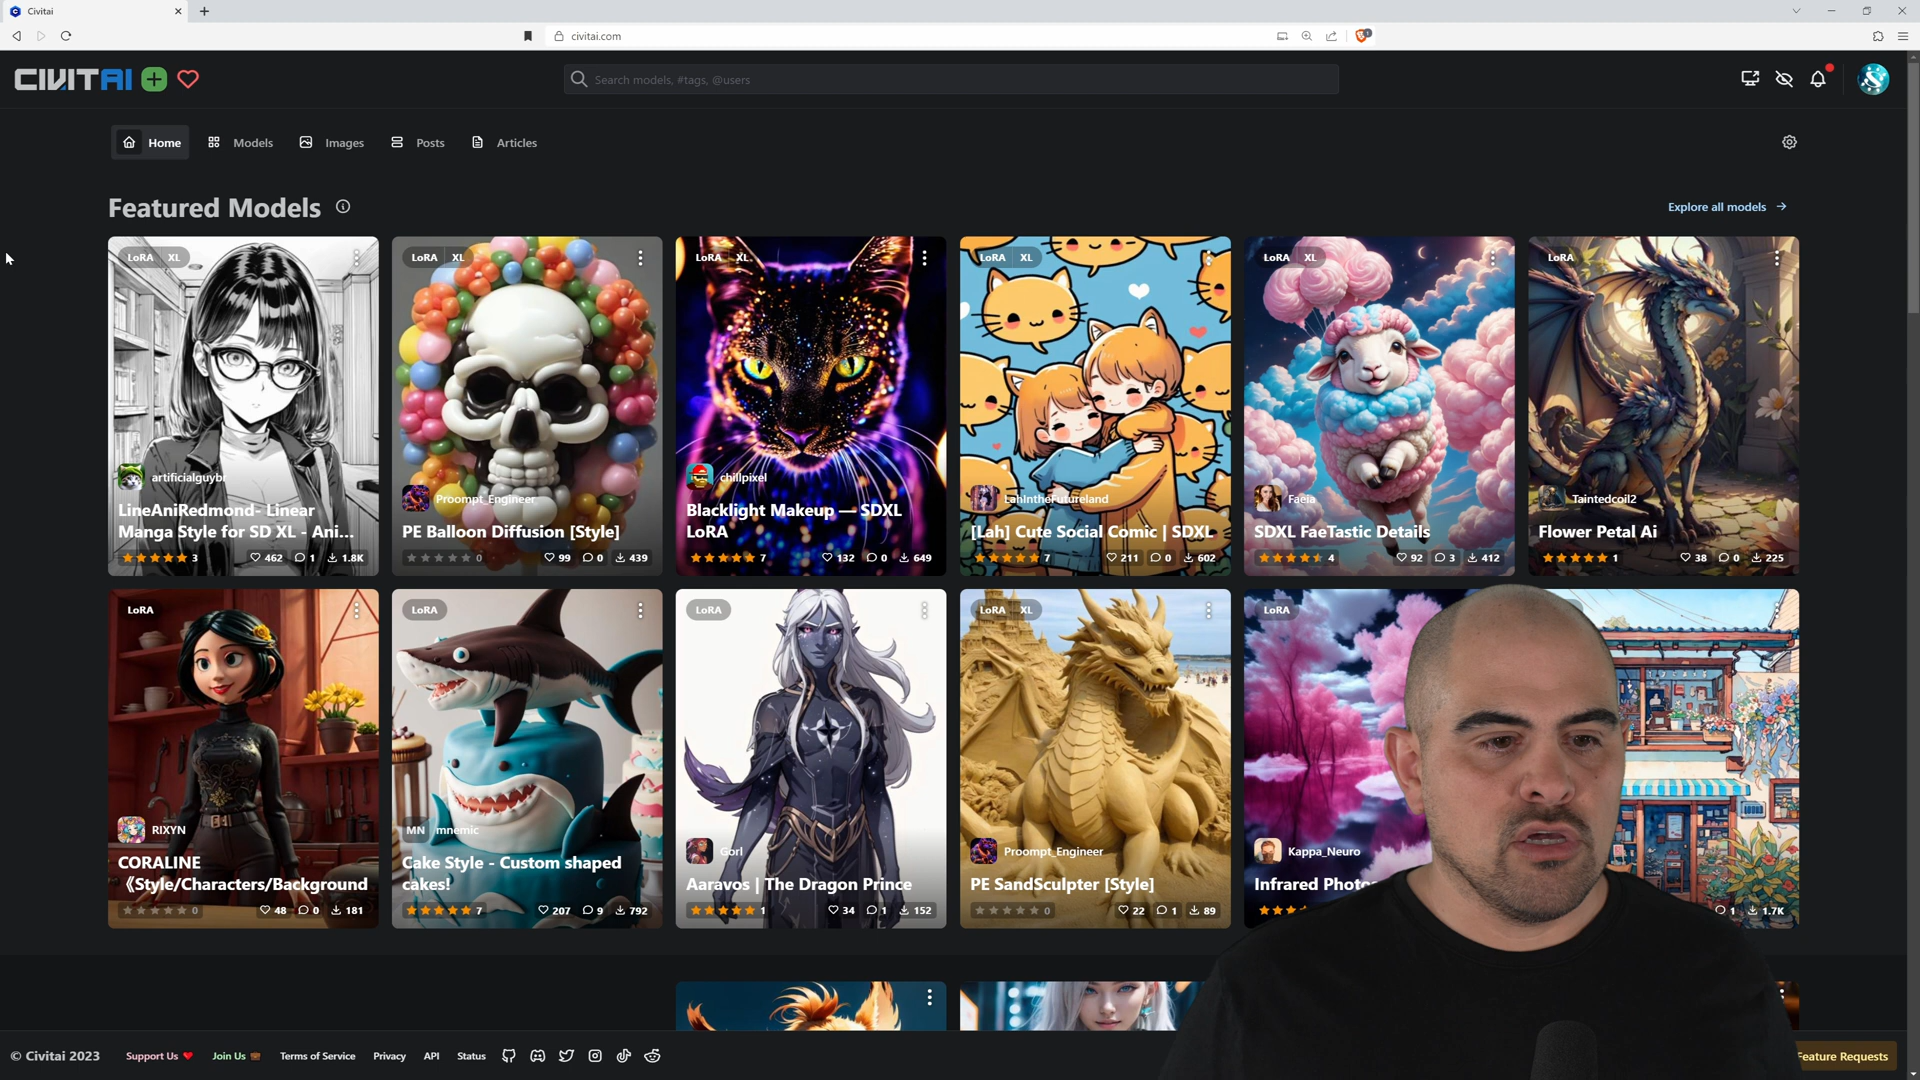 Civitai
civitai.com
CIVITAI
Search models, #tags, @users
Home
Models
Images
Posts
Articles
Featured Models
Explore all models
LoRA XL
artificialguybr
LineAniRedmond- Linear
Manga Style for SD XL - Ani...
3 462 1 1.8K
LoRA XL
Proompt_Engineer
PE Balloon Diffusion [Style]
0 99 0 439
LoRA XL
chillpixel
Blacklight Makeup — SDXL
LoRA
7 132 0 649
LoRA XL
LahIntheFutureland
[Lah] Cute Social Comic | SDXL
7 211 0 602
LoRA XL
Faeia
SDXL FaeTastic Details
4 92 3 412
LoRA
Taintedcoil2
Flower Petal Ai
1 38 0 225
LoRA
RIXYN
CORALINE
《Style/Characters/Background
0 48 0 181
LoRA
MN mnemic
Cake Style - Custom shaped
cakes!
7 207 9 792
LoRA
Gorl
Aaravos | The Dragon Prince
1 34 1 152
LoRA XL
Proompt_Engineer
PE SandSculpter [Style]
0 22 1 89
LoRA
Kappa_Neuro
Infrared
1 1.7K
© Civitai 2023
Support Us
Join Us
Terms of Service
Privacy
API
Status
Feature Requests